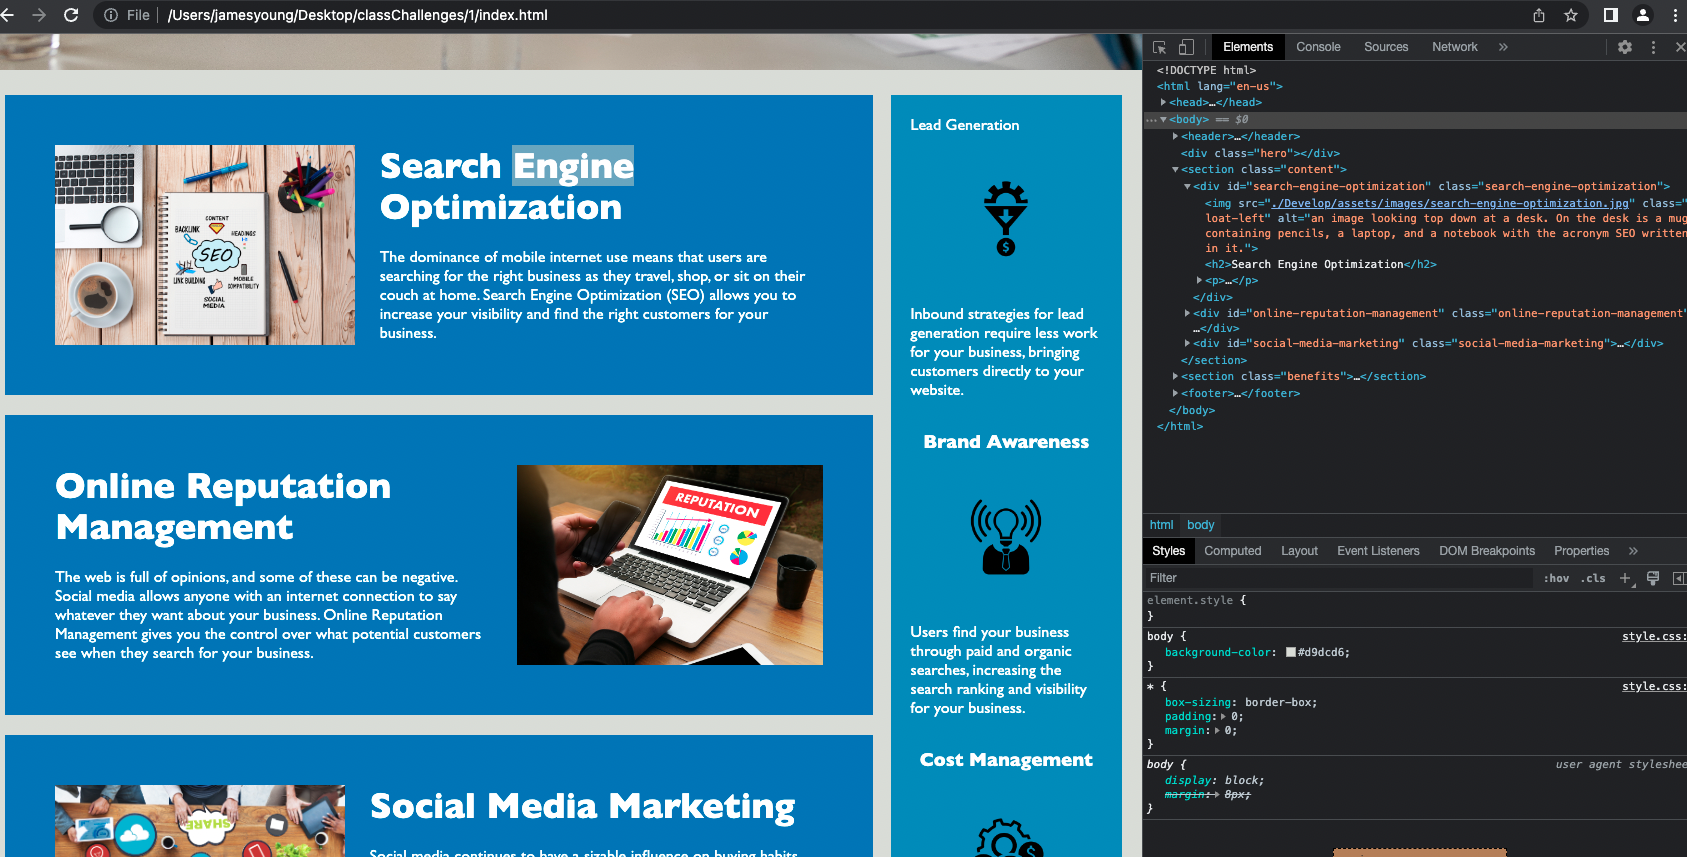 File /Users/jamesyoung/Desktop/classChallenges/1/index.html
Search Engine
Optimization
The dominance of mobile internet use means that users are
searching for the right business as they travel, shop, or sit on their
couch at home. Search Engine Optimization (SEO) allows you to
increase your visibility and find the right customers for your
business.
CONTENT
BACKLINK
HEADINGS
SEO
LINK BUILDING
MOBILE
COMPATIBILITY
SOCIAL
MEDIA
Online Reputation
Management
The web is full of opinions, and some of these can be negative.
Social media allows anyone with an internet connection to say
whatever they want about your business. Online Reputation
Management gives you the control over what potential customers
see when they search for your business.
REPUTATION
SHARE
Social Media Marketing
Social media continues to have a sizable influence on buying habits
Lead Generation
$
Inbound strategies for lead
generation require less work
for your business, bringing
customers directly to your
website.
Brand Awareness
Users find your business
through paid and organic
searches, increasing the
search ranking and visibility
for your business.
Cost Management
$
Elements Console Sources Network »
<!DOCTYPE html>
<html lang="en-us">
<head>…</head>
… <body> == $0
<header>…</header>
<div class="hero"></div>
<section class="content">
<div id="search-engine-optimization" class="search-engine-optimization">
<img src="./Develop/assets/images/search-engine-optimization.jpg" class="
loat-left" alt="an image looking top down at a desk. On the desk is a mug
containing pencils, a laptop, and a notebook with the acronym SEO written
in it.">
<h2>Search Engine Optimization</h2>
<p>…</p>
</div>
<div id="online-reputation-management" class="online-reputation-management"
…</div>
<div id="social-media-marketing" class="social-media-marketing">…</div>
</section>
<section class="benefits">…</section>
<footer>…</footer>
</body>
</html>
html body
Styles Computed Layout Event Listeners DOM Breakpoints Properties »
Filter :hov .cls +
element.style {
}
body { style.css:
background-color: #d9dcd6;
}
* { style.css:
box-sizing: border-box;
padding: 0;
margin: 0;
}
body { user agent styleshee
display: block;
margin: 8px;
}